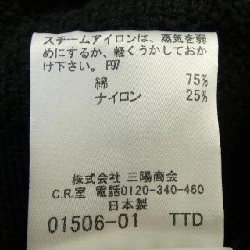 スチームアイロンは、蒸気を弱
めにするか、軽くうかしておか
け下さい。
綿 75%
ナイロン 25%
株式会社 三陽商会
C.R.室 電話0120-340-460
日本製
01506-01 TTD